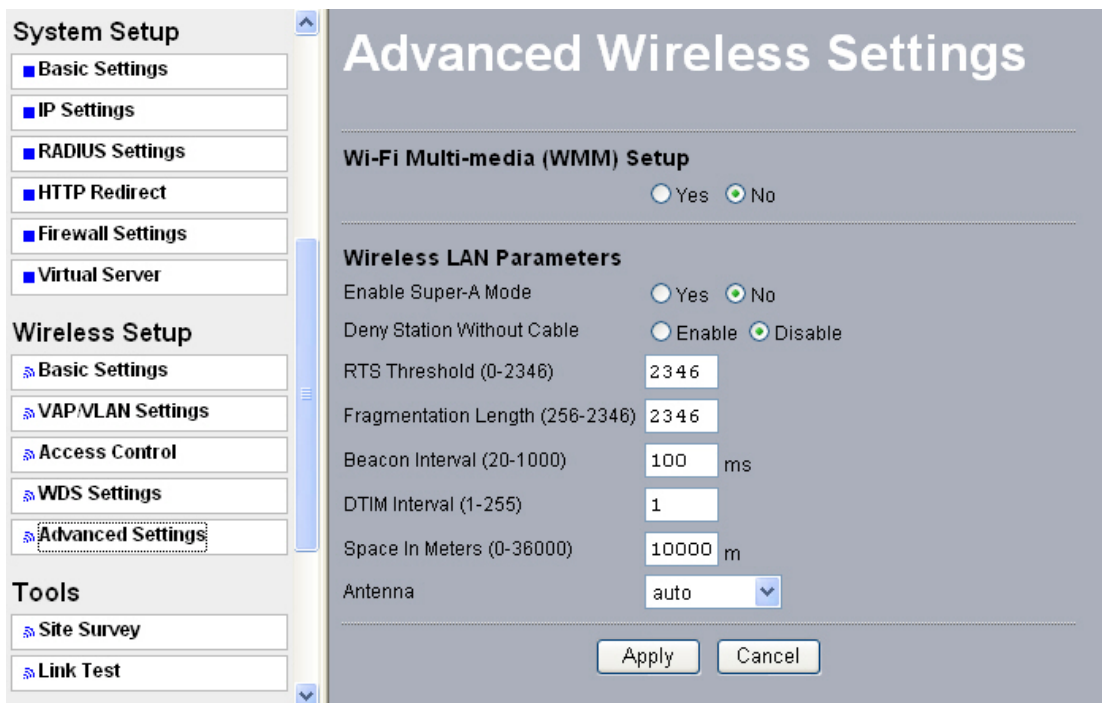 System Setup
Basic Settings
IP Settings
RADIUS Settings
HTTP Redirect
Firewall Settings
Virtual Server
Wireless Setup
Basic Settings
VAP/VLAN Settings
Access Control
WDS Settings
Advanced Settings
Tools
Site Survey
Link Test
Advanced Wireless Settings
Wi-Fi Multi-media (WMM) Setup
Yes No
Wireless LAN Parameters
Enable Super-A Mode Yes No
Deny Station Without Cable Enable Disable
RTS Threshold (0-2346) 2346
Fragmentation Length (256-2346) 2346
Beacon Interval (20-1000) 100 ms
DTIM Interval (1-255) 1
Space In Meters (0-36000) 10000 m
Antenna auto
Apply Cancel